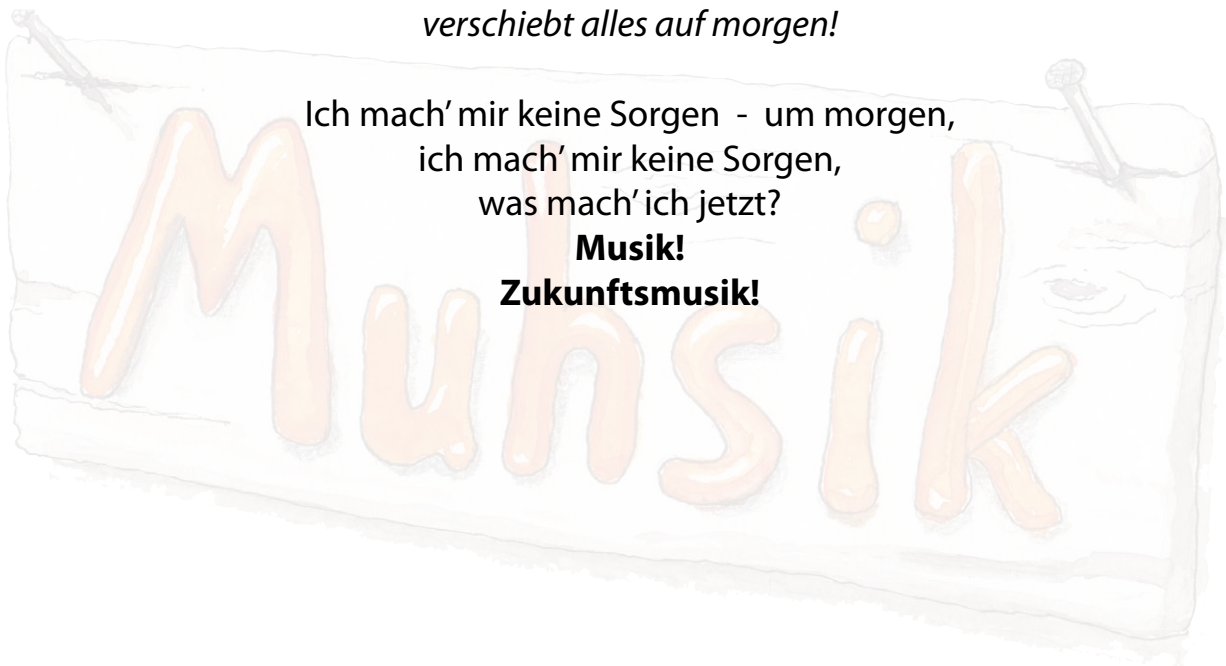 verschiebt alles auf morgen!
Ich mach’ mir keine Sorgen - um morgen,
ich mach’ mir keine Sorgen,
was mach’ ich jetzt?
Musik!
Zukunftsmusik!
Muhsik